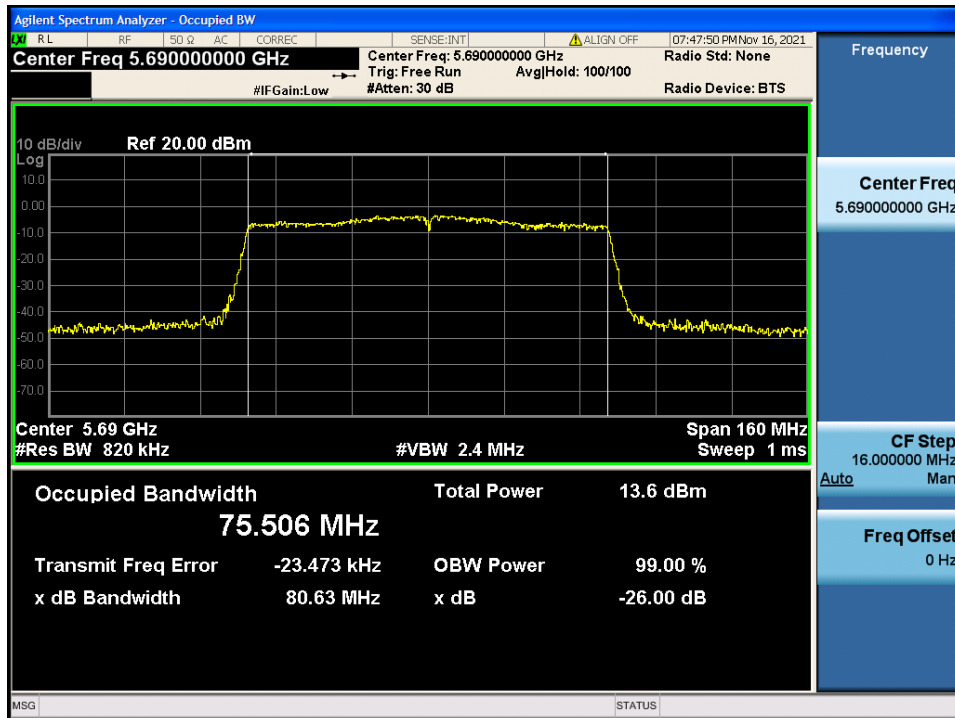 Agilent Spectrum Analyzer - Occupied BW
LXI RL RF 50 Ω AC CORREC SENSE:INT ALIGN OFF 07:47:50 PM Nov 16, 2021
Center Freq 5.690000000 GHz
Center Freq: 5.690000000 GHz
Radio Std: None
Trig: Free Run Avg|Hold: 100/100
#IFGain:Low
#Atten: 30 dB
Radio Device: BTS
10 dB/div Ref 20.00 dBm
Log
10.0
0.00
-10.0
-20.0
-30.0
-40.0
-50.0
-60.0
-70.0
Center 5.69 GHz Span 160 MHz
#Res BW 820 kHz #VBW 2.4 MHz Sweep 1 ms
Occupied Bandwidth Total Power 13.6 dBm
75.506 MHz
Transmit Freq Error -23.473 kHz OBW Power 99.00 %
x dB Bandwidth 80.63 MHz x dB -26.00 dB
MSG STATUS
Frequency
Center Freq
5.690000000 GHz
CF Step
16.000000 MHz
Auto Man
Freq Offset
0 Hz